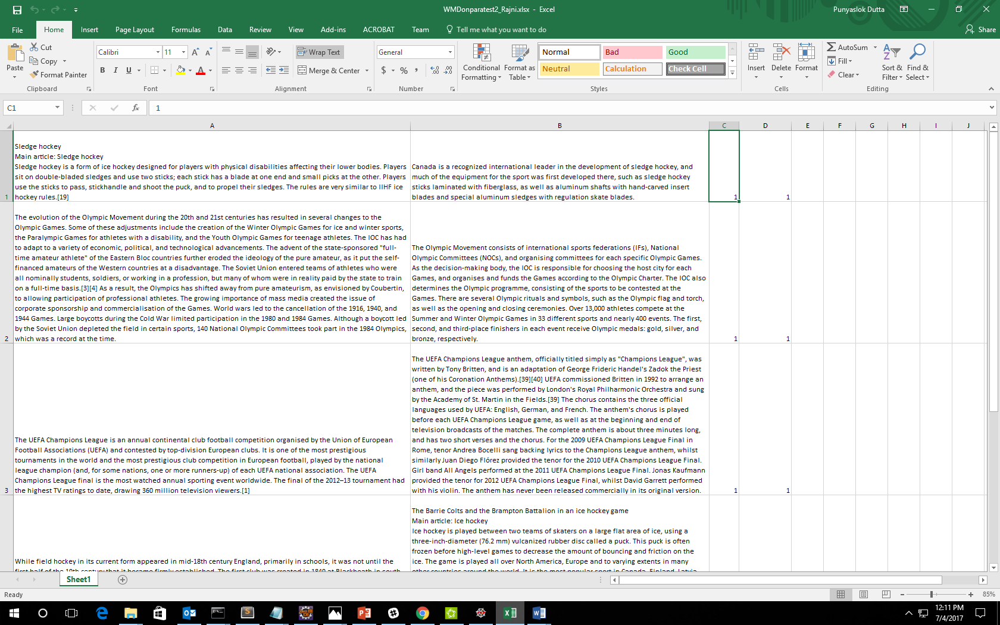 WMDonparatest2_Rajni.xlsx - Excel
Punyaslok Dutta
File Home Insert Page Layout Formulas Data Review View Add-ins ACROBAT Team Tell me what you want to do Share
Paste
Cut
Copy
Format Painter
Clipboard
Calibri 11
B I U
Font
Wrap Text
Merge & Center
Alignment
General
$ % ,
Number
Conditional Formatting
Format as Table
Normal Bad Good
Neutral Calculation Check Cell
Styles
Insert Delete Format
Cells
AutoSum
Fill
Clear
Sort & Filter
Find & Select
Editing
C1 fx 1
A B C D E F G H I J
1
Sledge hockey
Main article: Sledge hockey
Sledge hockey is a form of ice hockey designed for players with physical disabilities affecting their lower bodies. Players
sit on double-bladed sledges and use two sticks; each stick has a blade at one end and small picks at the other. Players
use the sticks to pass, stickhandle and shoot the puck, and to propel their sledges. The rules are very similar to IIHF ice
hockey rules.[19]
Canada is a recognized international leader in the development of sledge hockey, and
much of the equipment for the sport was first developed there, such as sledge hockey
sticks laminated with fiberglass, as well as aluminum shafts with hand-carved insert
blades and special aluminum sledges with regulation skate blades.
1 1
2
The evolution of the Olympic Movement during the 20th and 21st centuries has resulted in several changes to the
Olympic Games. Some of these adjustments include the creation of the Winter Olympic Games for ice and winter sports,
the Paralympic Games for athletes with a disability, and the Youth Olympic Games for teenage athletes. The IOC has had
to adapt to a variety of economic, political, and technological advancements. The advent of the state-sponsored "full-
time amateur athlete" of the Eastern Bloc countries further eroded the ideology of the pure amateur, as it put the self-
financed amateurs of the Western countries at a disadvantage. The Soviet Union entered teams of athletes who were
all nominally students, soldiers, or working in a profession, but many of whom were in reality paid by the state to train
on a full-time basis.[3][4] As a result, the Olympics has shifted away from pure amateurism, as envisioned by Coubertin,
to allowing participation of professional athletes. The growing importance of mass media created the issue of
corporate sponsorship and commercialisation of the Games. World wars led to the cancellation of the 1916, 1940, and
1944 Games. Large boycotts during the Cold War limited participation in the 1980 and 1984 Games. Although a boycott led
by the Soviet Union depleted the field in certain sports, 140 National Olympic Committees took part in the 1984 Olympics,
which was a record at the time.
The Olympic Movement consists of international sports federations (IFs), National
Olympic Committees (NOCs), and organising committees for each specific Olympic Games.
As the decision-making body, the IOC is responsible for choosing the host city for each
Games, and organises and funds the Games according to the Olympic Charter. The IOC also
determines the Olympic programme, consisting of the sports to be contested at the
Games. There are several Olympic rituals and symbols, such as the Olympic flag and torch,
as well as the opening and closing ceremonies. Over 13,000 athletes compete at the
Summer and Winter Olympic Games in 33 different sports and nearly 400 events. The first,
second, and third-place finishers in each event receive Olympic medals: gold, silver, and
bronze, respectively.
1 1
3
The UEFA Champions League is an annual continental club football competition organised by the Union of European
Football Associations (UEFA) and contested by top-division European clubs. It is one of the most prestigious
tournaments in the world and the most prestigious club competition in European football, played by the national
league champion (and, for some nations, one or more runners-up) of each UEFA national association. The UEFA
Champions League final is the most watched annual sporting event worldwide. The final of the 2012–13 tournament had
the highest TV ratings to date, drawing 360 million television viewers.[1]
The UEFA Champions League anthem, officially titled simply as "Champions League", was
written by Tony Britten, and is an adaptation of George Frideric Handel's Zadok the Priest
(one of his Coronation Anthems).[39][40] UEFA commissioned Britten in 1992 to arrange an
anthem, and the piece was performed by London's Royal Philharmonic Orchestra and sung
by the Academy of St. Martin in the Fields.[39] The chorus contains the three official
languages used by UEFA: English, German, and French. The anthem's chorus is played
before each UEFA Champions League game, as well as at the beginning and end of
television broadcasts of the matches. The complete anthem is about three minutes long,
and has two short verses and the chorus. For the 2009 UEFA Champions League Final in
Rome, tenor Andrea Bocelli sang backing lyrics to the Champions League anthem, whilst
similarly Juan Diego Flórez provided the tenor for the 2010 UEFA Champions League Final.
Girl band All Angels performed at the 2011 UEFA Champions League Final. Jonas Kaufmann
provided the tenor for 2012 UEFA Champions League Final, whilst David Garrett performed
with his violin. The anthem has never been released commercially in its original version.
1 1
While field hockey in its current form appeared in mid-18th century England, primarily in schools, it was not until the
first half of the 19th century that it became firmly established. The first club was created in 1840 at Blackheath in south
The Barrie Colts and the Brampton Battalion in an ice hockey game
Main article: Ice hockey
Ice hockey is played between two teams of skaters on a large flat area of ice, using a
three-inch-diameter (76.2 mm) vulcanized rubber disc called a puck. This puck is often
frozen before high-level games to decrease the amount of bouncing and friction on the
ice. The game is played all over North America, Europe and to varying extents in many
other countries around the world. It is the most popular sport in Canada, Finland, Latvia,
Sheet1
Ready
85%
12:11 PM
7/4/2017